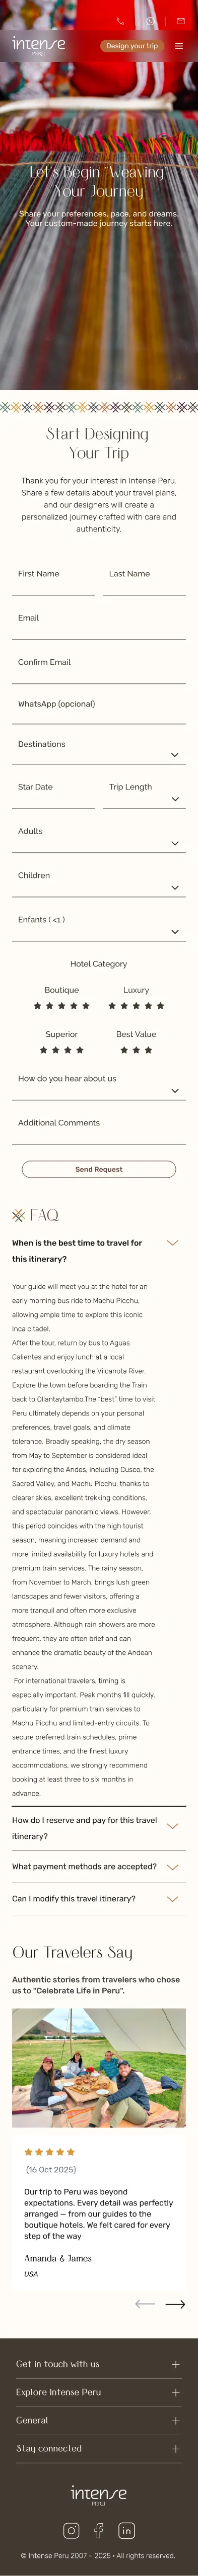 intense
PERU
Design your trip
Let's Begin Weaving
Your Journey
Share your preferences, pace, and dreams.
Your custom-made journey starts here.
Start Designing
Your Trip
Thank you for your interest in Intense Peru.
Share a few details about your travel plans,
and our designers will create a
personalized journey crafted with care and
authenticity.
First Name
Last Name
Email
Confirm Email
WhatsApp (opcional)
Destinations
Star Date
Trip Length
Adults
Children
Enfants ( <1 )
Hotel Category
Boutique
Luxury
Superior
Best Value
How do you hear about us
Additional Comments
Send Request
FAQ
When is the best time to travel for
this itinerary?
Your guide will meet you at the hotel for an
early morning bus ride to Machu Picchu,
allowing ample time to explore this iconic
Inca citadel.
After the tour, return by bus to Aguas
Calientes and enjoy lunch at a local
restaurant overlooking the Vilcanota River.
Explore the town before boarding the Train
back to Ollantaytambo.The "best" time to visit
Peru ultimately depends on your personal
preferences, travel goals, and climate
tolerance. Broadly speaking, the dry season
from May to September is considered ideal
for exploring the Andes, including Cusco, the
Sacred Valley, and Machu Picchu, thanks to
clearer skies, excellent trekking conditions,
and spectacular panoramic views. However,
this period coincides with the high tourist
season, meaning increased demand and
more limited availability for luxury hotels and
premium train services. The rainy season,
from November to March, brings lush green
landscapes and fewer visitors, offering a
more tranquil and often more exclusive
atmosphere. Although rain showers are more
frequent, they are often brief and can
enhance the dramatic beauty of the Andean
scenery.
For international travelers, timing is
especially important. Peak months fill quickly,
particularly for premium train services to
Machu Picchu and limited-entry circuits. To
secure preferred train schedules, prime
entrance times, and the finest luxury
accommodations, we strongly recommend
booking at least three to six months in
advance.
How do I reserve and pay for this travel
itinerary?
What payment methods are accepted?
Can I modify this travel itinerary?
Our Travelers Say
Authentic stories from travelers who chose
us to "Celebrate Life in Peru".
(16 Oct 2025)
Our trip to Peru was beyond
expectations. Every detail was perfectly
arranged — from our guides to the
boutique hotels. We felt cared for every
step of the way
Amanda & James
USA
Get in touch with us
Explore Intense Peru
General
Stay connected
intense
PERU
© Intense Peru 2007 – 2025 • All rights reserved.